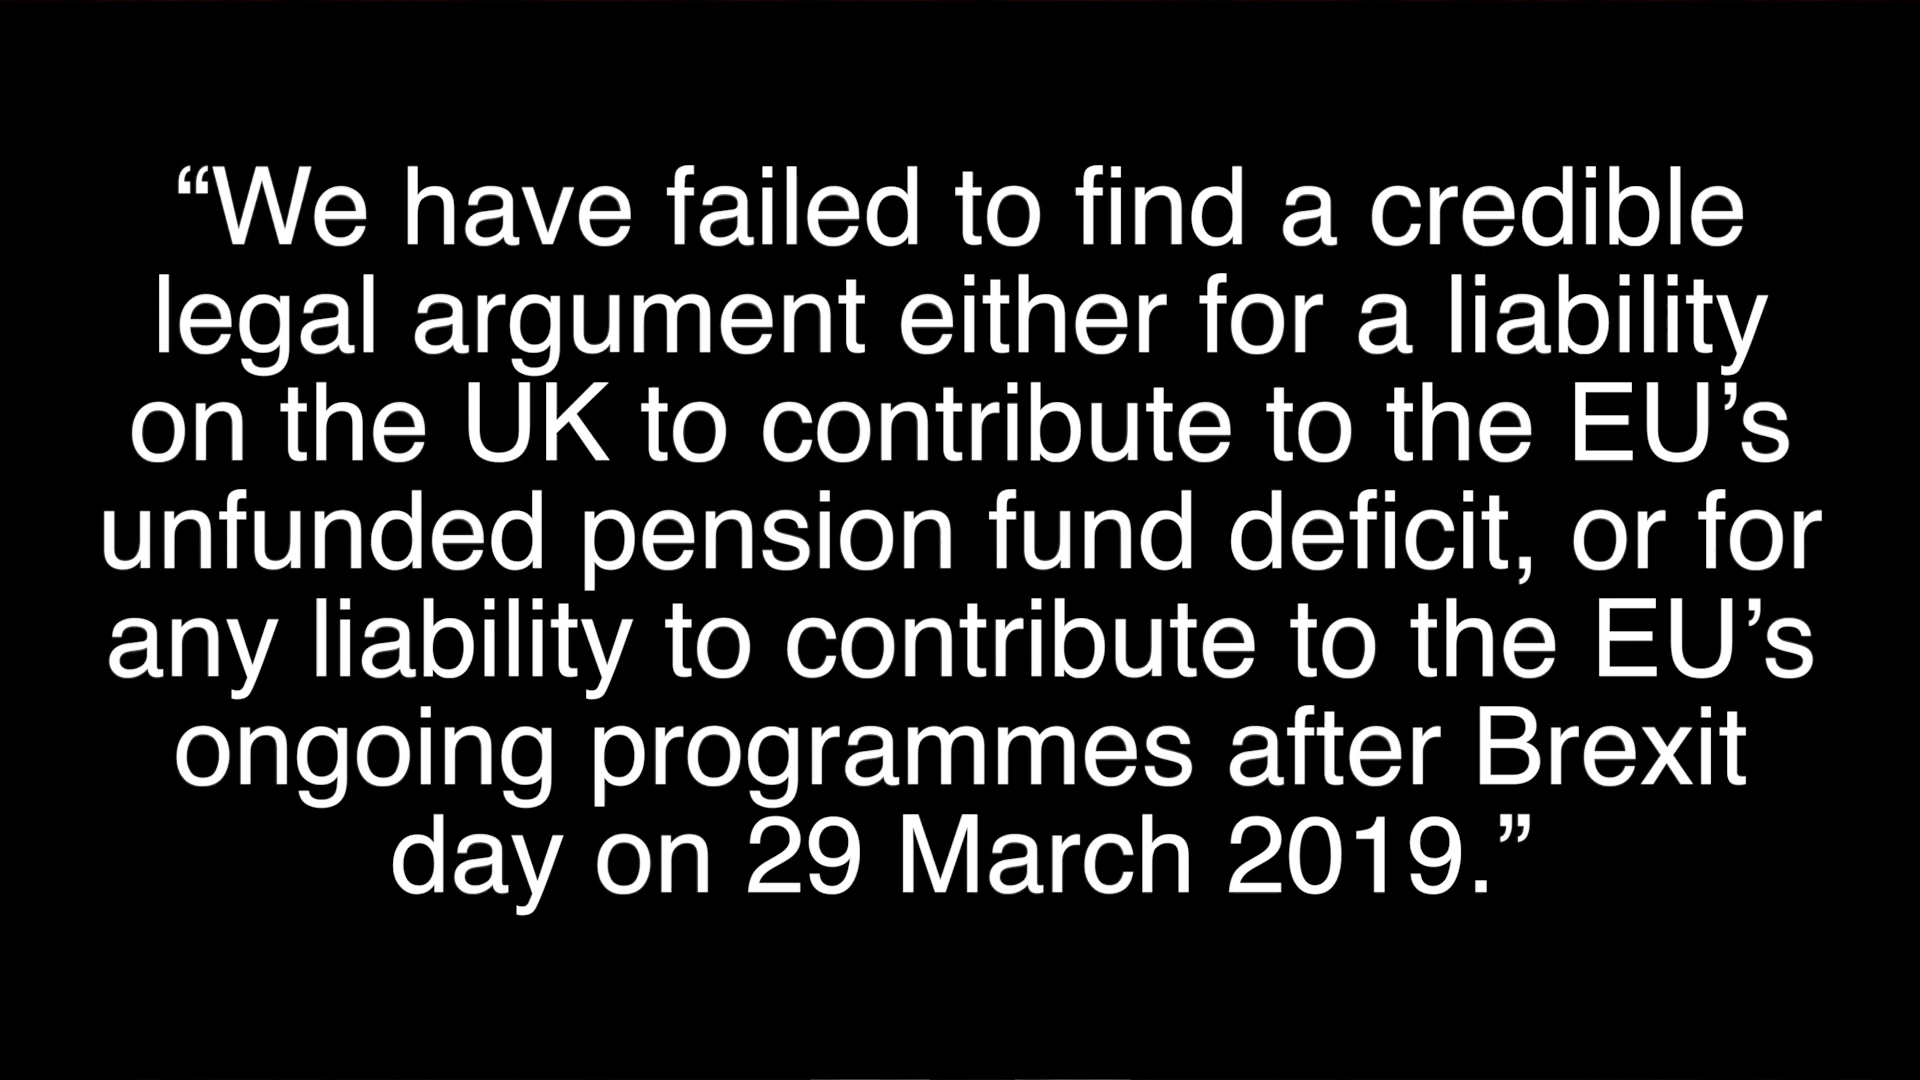 “We have failed to find a credible
legal argument either for a liability
on the UK to contribute to the EU’s
unfunded pension fund deficit, or for
any liability to contribute to the EU’s
ongoing programmes after Brexit
day on 29 March 2019.”